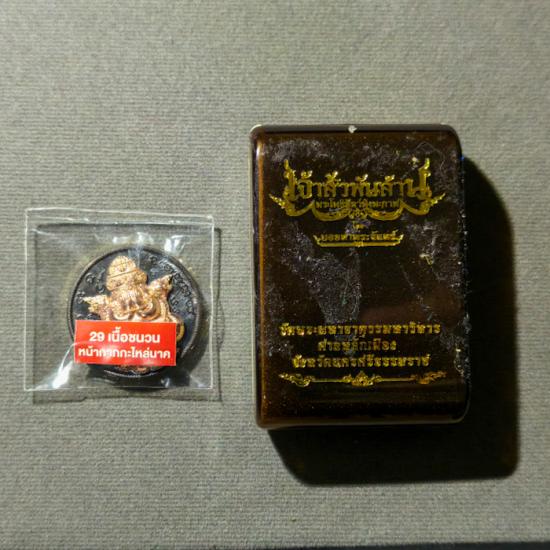 29 เนื้อชนวน
หน้ากากกะไหล่นาค
เจ้าสัวพันล้าน
วัดพระมหาธาตุวรมหาวิหาร
ศาลหลักเมือง
จังหวัดนครศรีธรรมราช